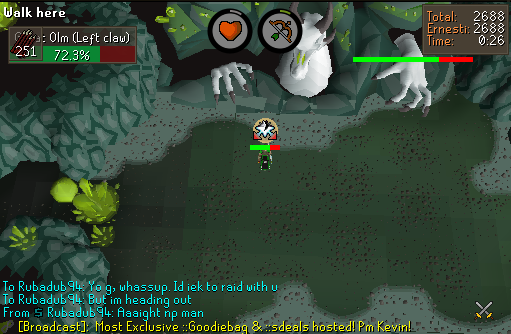 Walk here
: Olm (Left claw)
251
72.3%
Total: 2688
Ernesti: 2688
Time: 0:26
To Rubadub94: Yo g, whassup. Id lek to raid with u
To Rubadub94: But im heading out
From S Rubadub94: Aaaight np man
[Broadcast]: Most Exclusive ::Goodiebag & ::sdeals hosted! Pm Kevin!